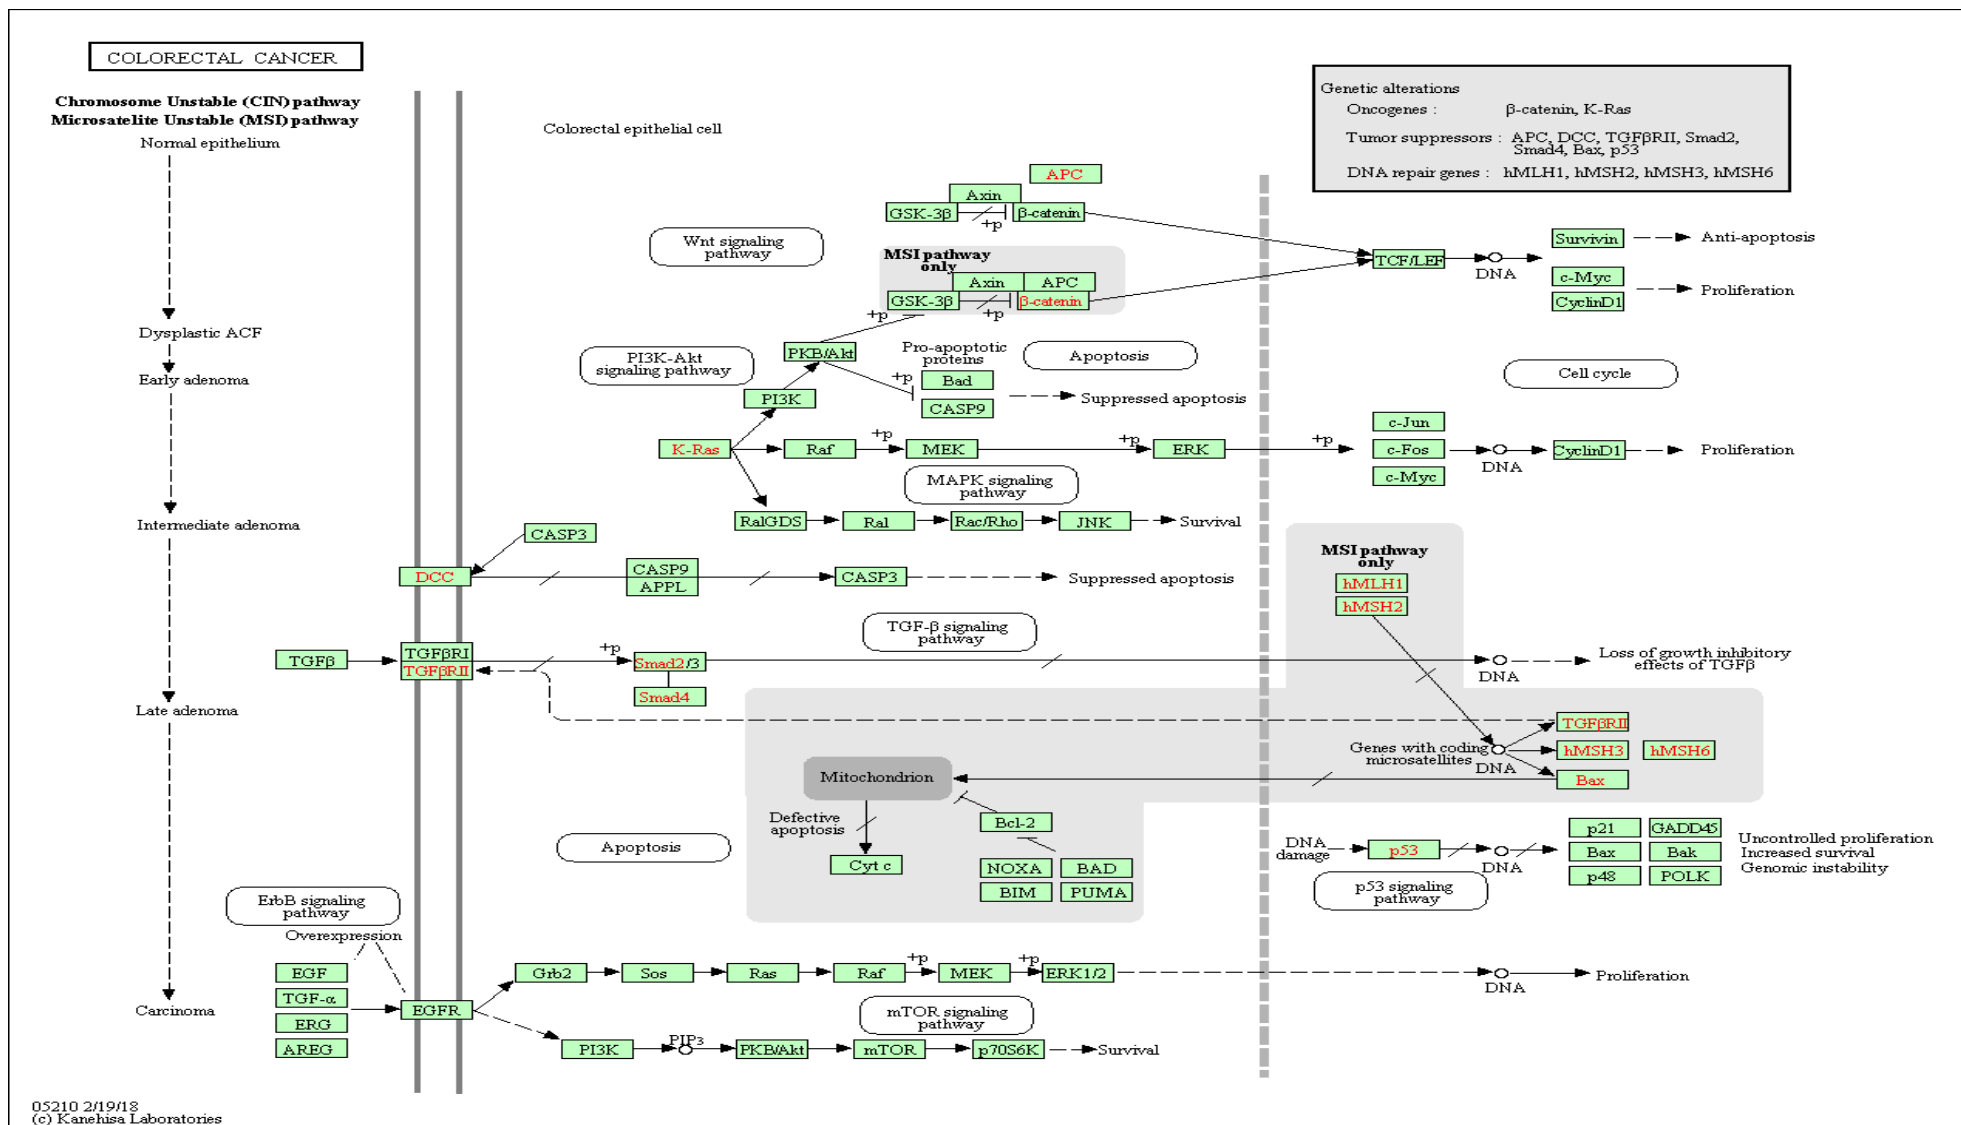 COLORECTAL CANCER
Chromosome Unstable (CIN) pathway
Microsatelite Unstable (MSI) pathway
Normal epithelium
Dysplastic ACF
Early adenoma
Intermediate adenoma
Late adenoma
Carcinoma
Colorectal epithelial cell
Genetic alterations
Oncogenes : β-catenin, K-Ras
Tumor suppressors : APC, DCC, TGFβRII, Smad2,
Smad4, Bax, p53
DNA repair genes : hMLH1, hMSH2, hMSH3, hMSH6
APC
Axin
GSK-3β
+p
β-catenin
Wnt signaling
pathway
MSI pathway
only
Axin
APC
GSK-3β
β-catenin
+p
+p
TCF/LEF
DNA
Survivin
Anti-apoptosis
c-Myc
CyclinD1
Proliferation
PI3K-Akt
signaling pathway
PKB/Akt
PI3K
Pro-apoptotic
proteins
+p
Bad
CASP9
Apoptosis
Suppressed apoptosis
Cell cycle
K-Ras
Raf
+p
MEK
+p
ERK
+p
c-Jun
c-Fos
c-Myc
DNA
CyclinD1
Proliferation
MAPK signaling
pathway
RalGDS
Ral
Rac/Rho
JNK
Survival
CASP3
DCC
CASP9
APPL
CASP3
Suppressed apoptosis
MSI pathway
only
hMLH1
hMSH2
TGF-β signaling
pathway
TGFβ
TGFβRI
TGFβRII
+p
Smad2/3
Smad4
DNA
Loss of growth inhibitory
effects of TGFβ
Genes with coding
microsatellites
DNA
TGFβRII
hMSH3
hMSH6
Bax
Mitochondrion
Defective
apoptosis
Cyt c
Bcl-2
NOXA
BAD
BIM
PUMA
Apoptosis
DNA
damage
p53
DNA
p21
GADD45
Bax
Bak
p48
POLK
Uncontrolled proliferation
Increased survival
Genomic instability
p53 signaling
pathway
ErbB signaling
pathway
Overexpression
EGF
TGF-α
ERG
AREG
EGFR
Grb2
Sos
Ras
Raf
+p
MEK
+p
ERK1/2
DNA
Proliferation
mTOR signaling
pathway
PI3K
PIP3
PKB/Akt
mTOR
p70S6K
Survival
05210 2/19/18
(c) Kanehisa Laboratories